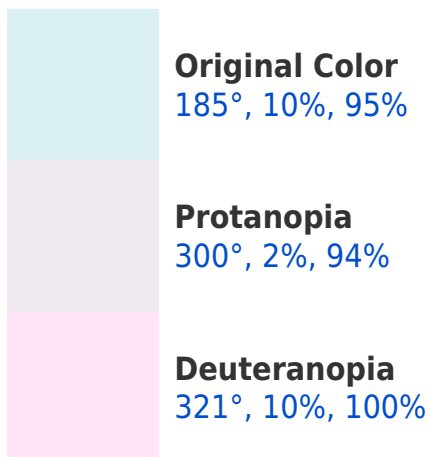 Original Color
185°, 10%, 95%
Protanopia
300°, 2%, 94%
Deuteranopia
321°, 10%, 100%